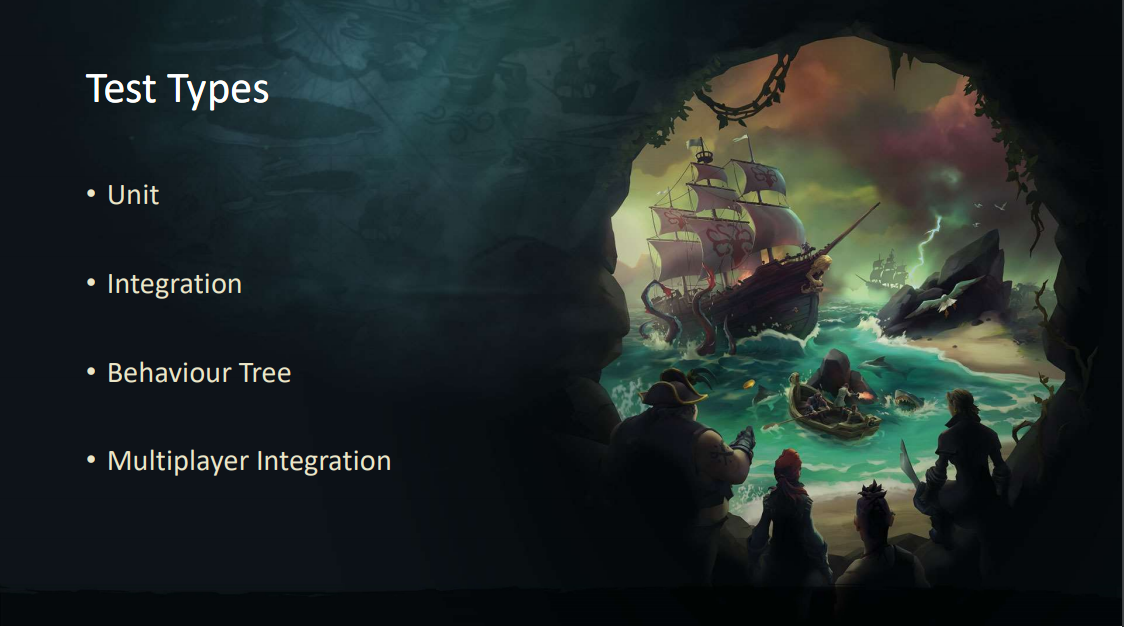 Test Types
• Unit
• Integration
• Behaviour Tree
• Multiplayer Integration